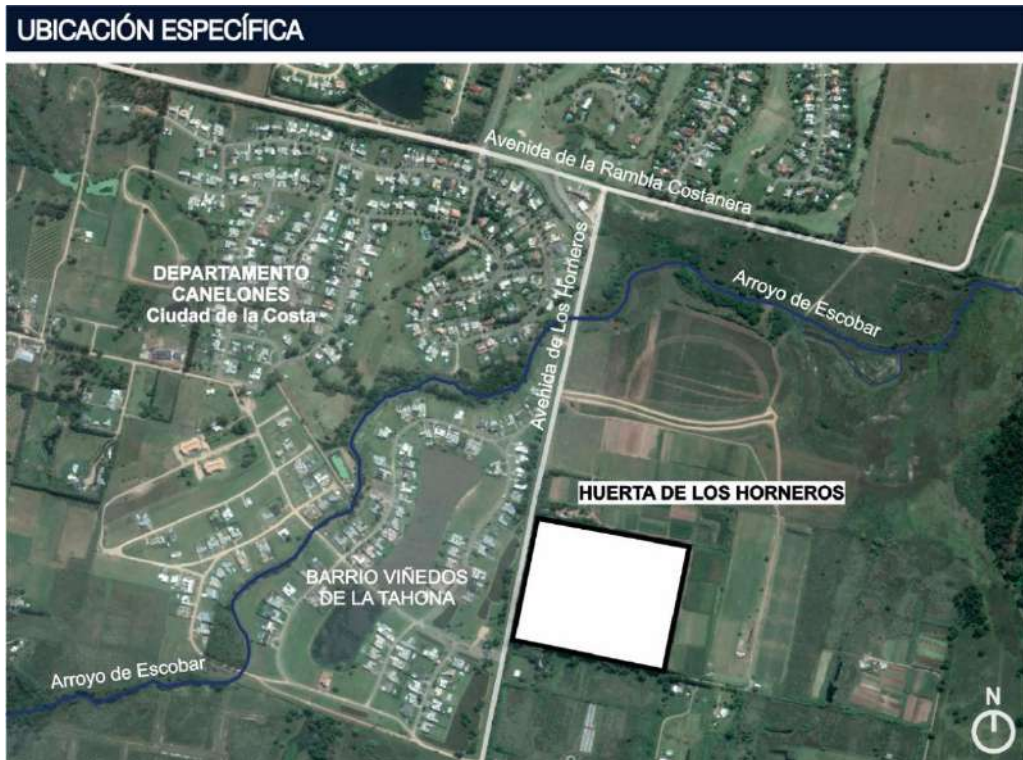 UBICACIÓN ESPECÍFICA
Avenida de la Rambla Costanera
Avenida de Los Horneros
DEPARTAMENTO
CANELONES
Ciudad de la Costa
Arroyo de Escobar
HUERTA DE LOS HORNEROS
BARRIO VIÑEDOS
DE LA TAHONA
Arroyo de Escobar
N